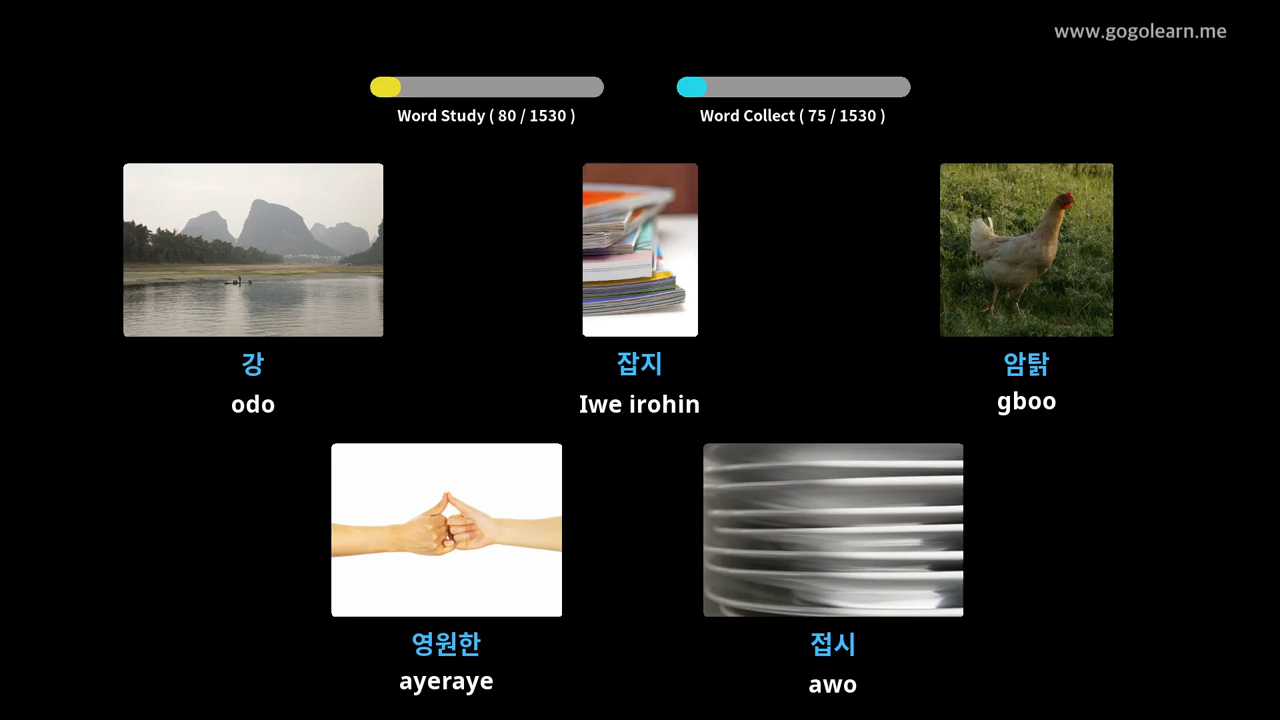 www.gogolearn.me
Word Study ( 80 / 1530 )
Word Collect ( 75 / 1530 )
강
odo
잡지
Iwe irohin
암탉
gboo
영원한
ayeraye
접시
awo